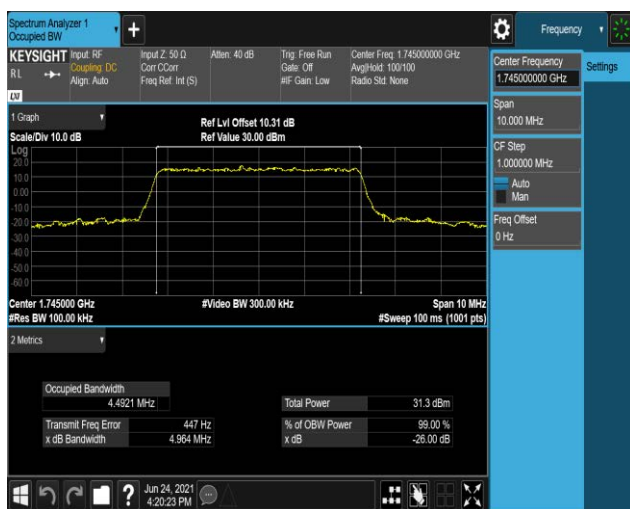 Spectrum Analyzer 1
Occupied BW
+
Frequency
KEYSIGHT
RL
Input: RF
Coupling: DC
Align: Auto
Input Z: 50 Ω
Corr CCorr
Freq Ref: Int (S)
Atten: 40 dB
Trig: Free Run
Gate: Off
#IF Gain: Low
Center Freq: 1.745000000 GHz
Avg|Hold: 100/100
Radio Std: None
LXI
Center Frequency
1.745000000 GHz
Settings
Span
10.000 MHz
CF Step
1.000000 MHz
Auto
Man
Freq Offset
0 Hz
1 Graph
Scale/Div 10.0 dB
Ref Lvl Offset 10.31 dB
Ref Value 30.00 dBm
Log
20.0
10.0
0.00
-10.0
-20.0
-30.0
-40.0
-50.0
-60.0
Center 1.745000 GHz
#Res BW 100.00 kHz
#Video BW 300.00 kHz
Span 10 MHz
#Sweep 100 ms (1001 pts)
2 Metrics
Occupied Bandwidth
4.4921 MHz
Total Power 31.3 dBm
Transmit Freq Error 447 Hz
% of OBW Power 99.00 %
x dB Bandwidth 4.964 MHz
x dB -26.00 dB
?
Jun 24, 2021
4:20:23 PM